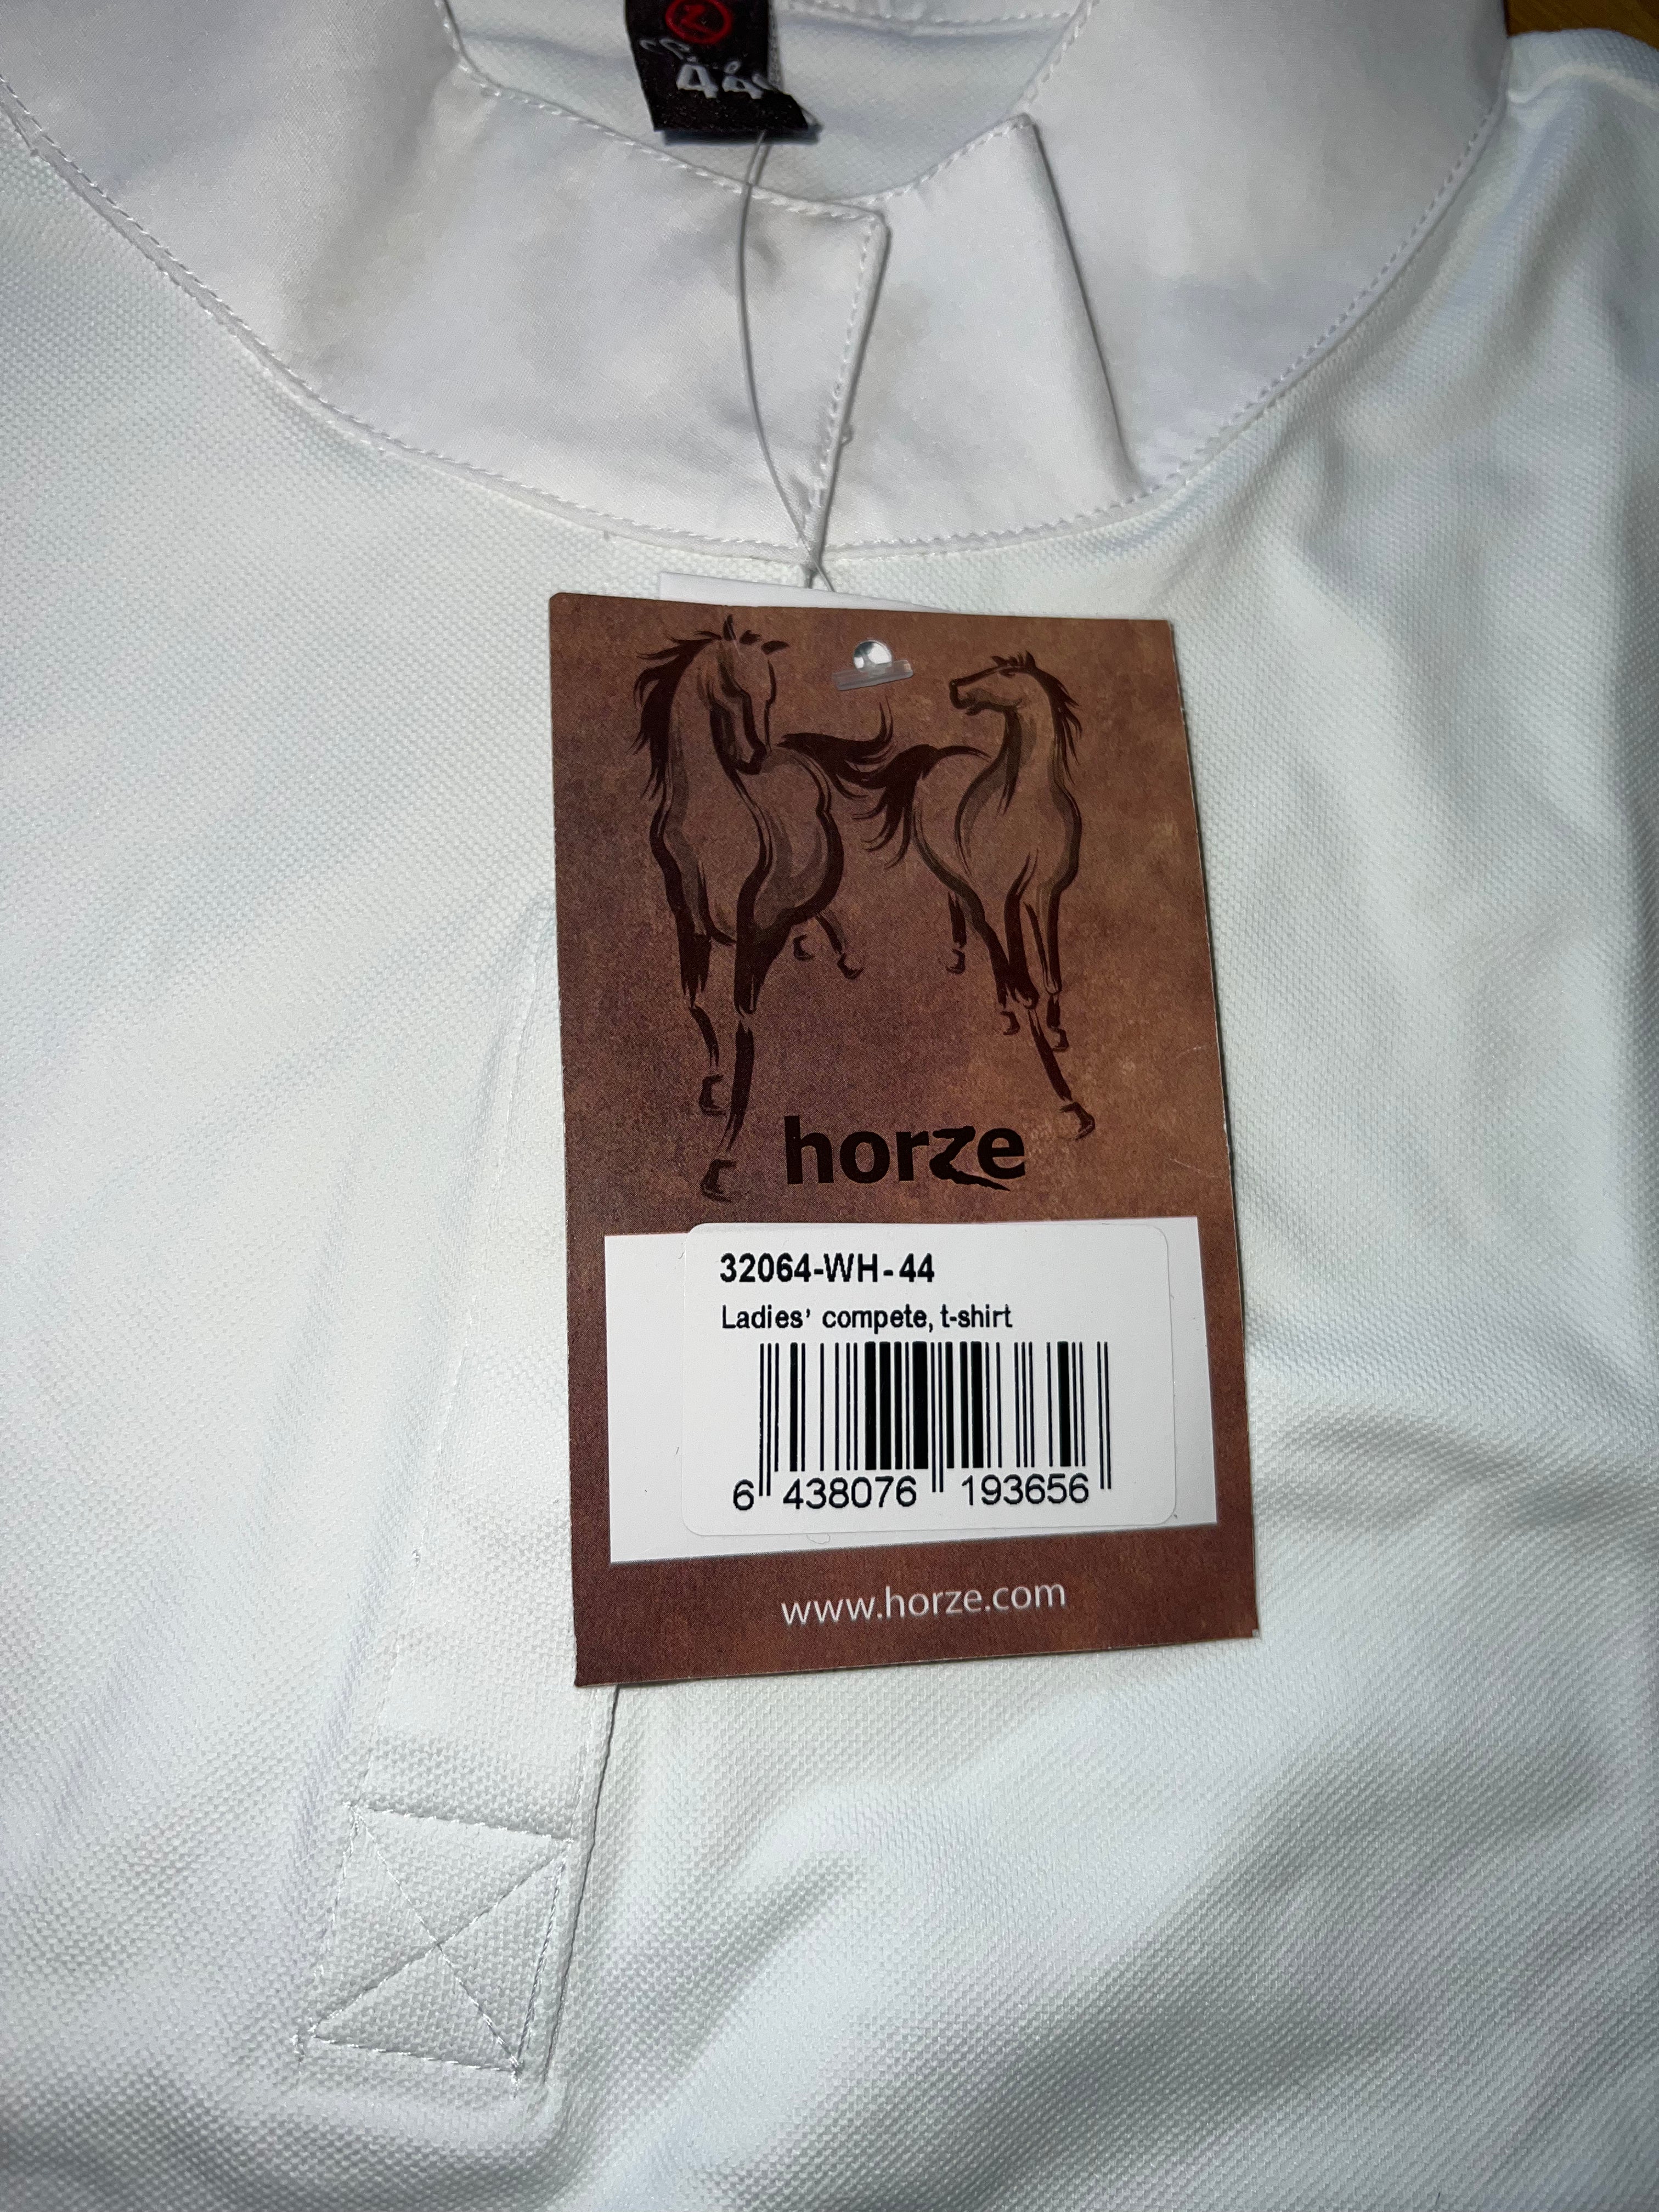 44
horze
32064-WH-44
Ladies' compete, t-shirt
6 438076 193656
www.horze.com